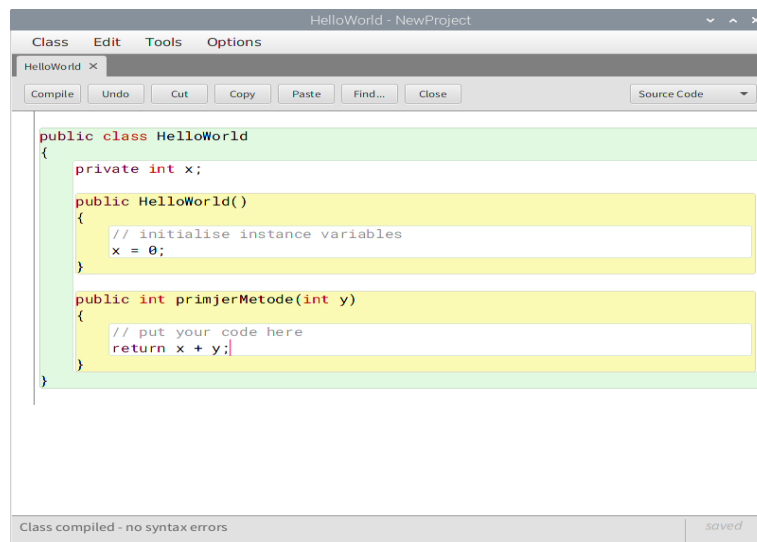 HelloWorld - NewProject
Class Edit Tools Options
HelloWorld ×
Compile Undo Cut Copy Paste Find... Close Source Code
public class HelloWorld
{
private int x;
public HelloWorld()
{
// initialise instance variables
x = 0;
}
public int primjerMetode(int y)
{
// put your code here
return x + y;
}
}
Class compiled - no syntax errors saved